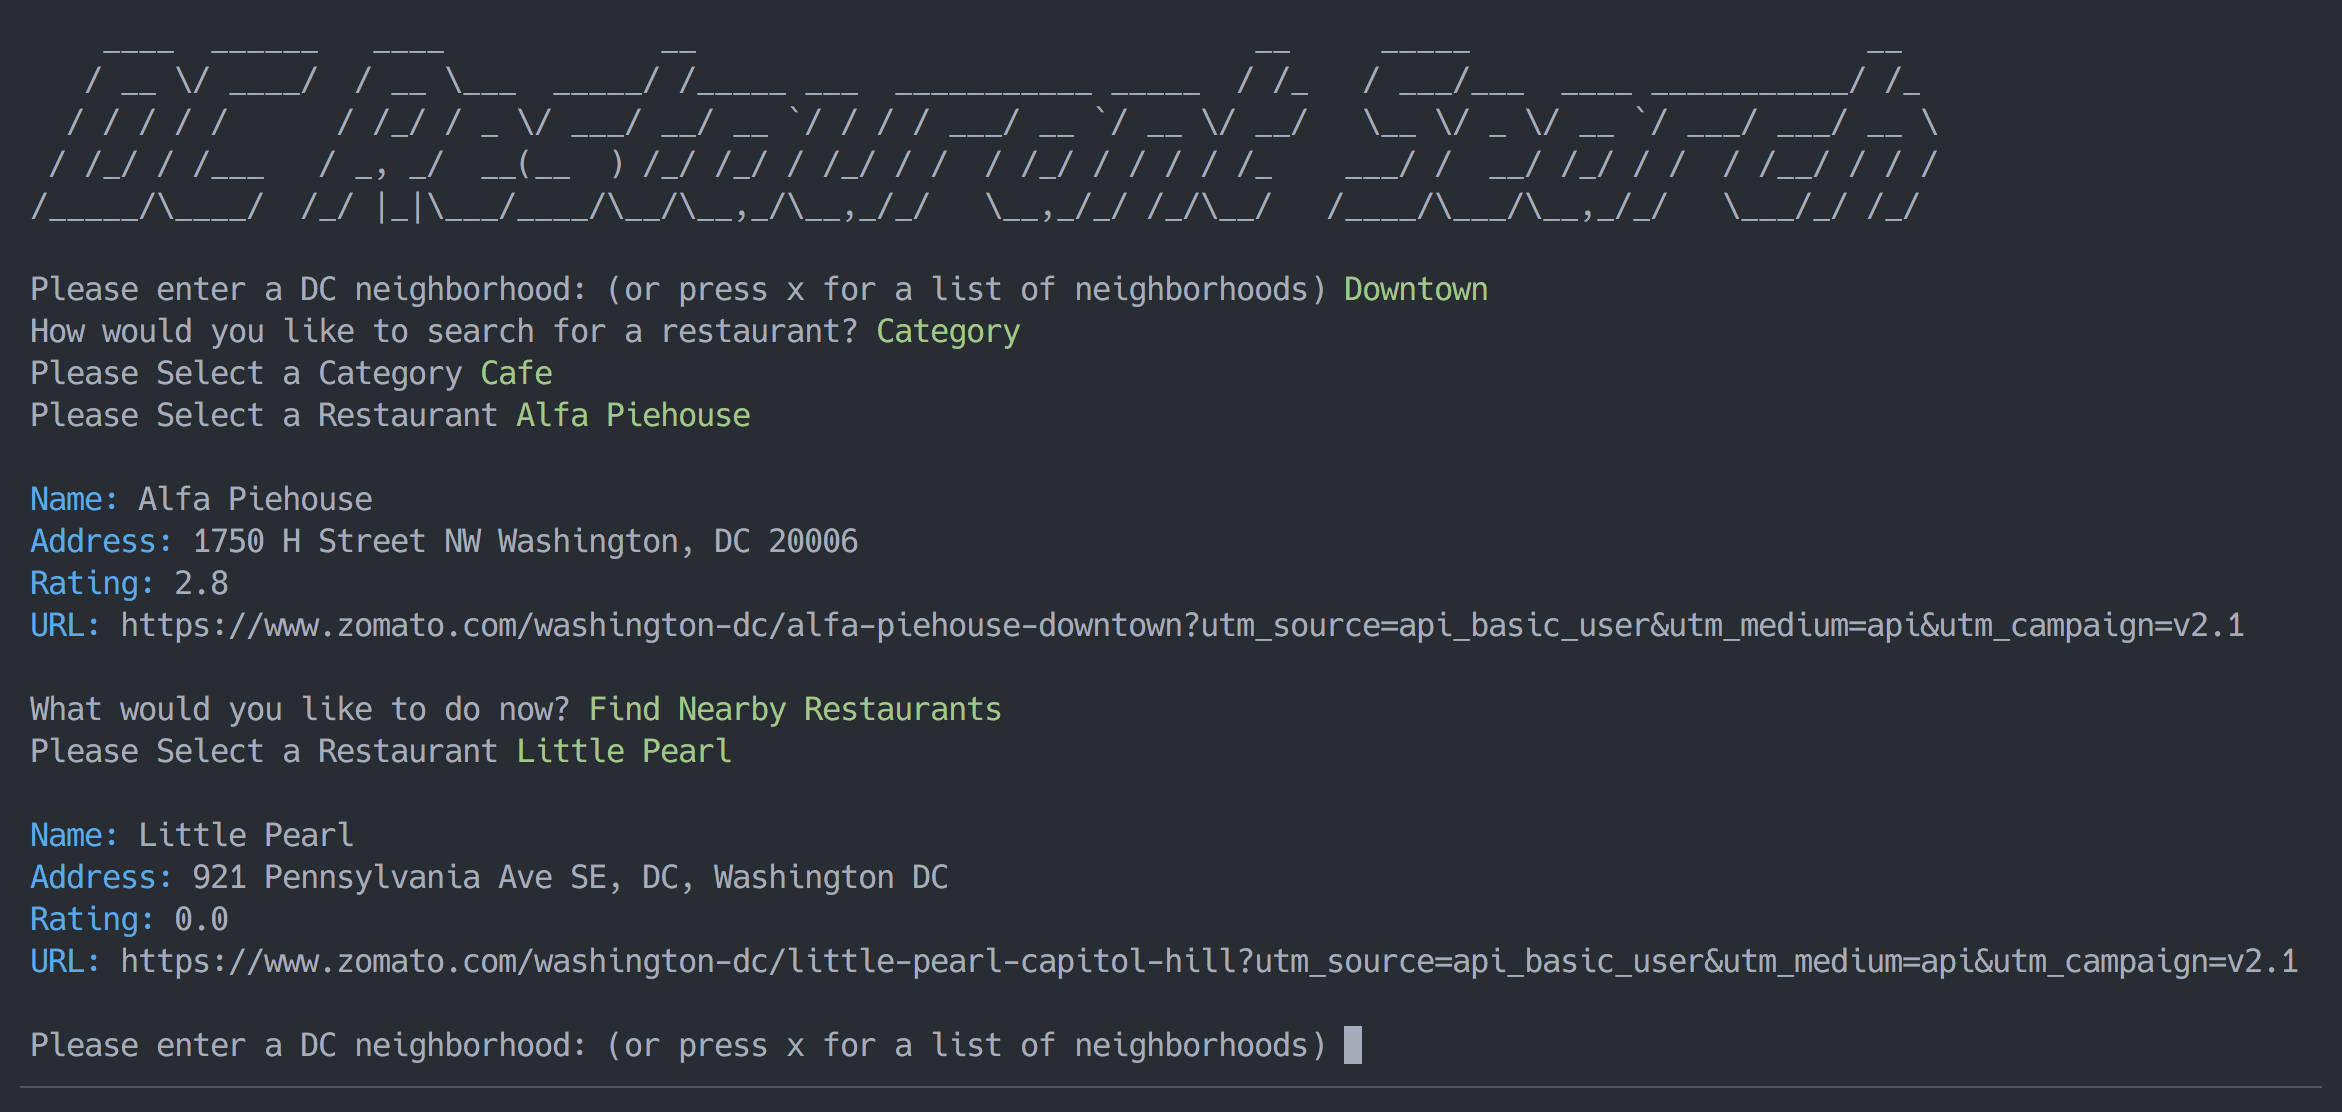 DC Restaurant Search
Please enter a DC neighborhood: (or press x for a list of neighborhoods) Downtown
How would you like to search for a restaurant? Category
Please Select a Category Cafe
Please Select a Restaurant Alfa Piehouse
Name: Alfa Piehouse
Address: 1750 H Street NW Washington, DC 20006
Rating: 2.8
URL: https://www.zomato.com/washington-dc/alfa-piehouse-downtown?utm_source=api_basic_user&utm_medium=api&utm_campaign=v2.1
What would you like to do now? Find Nearby Restaurants
Please Select a Restaurant Little Pearl
Name: Little Pearl
Address: 921 Pennsylvania Ave SE, DC, Washington DC
Rating: 0.0
URL: https://www.zomato.com/washington-dc/little-pearl-capitol-hill?utm_source=api_basic_user&utm_medium=api&utm_campaign=v2.1
Please enter a DC neighborhood: (or press x for a list of neighborhoods)